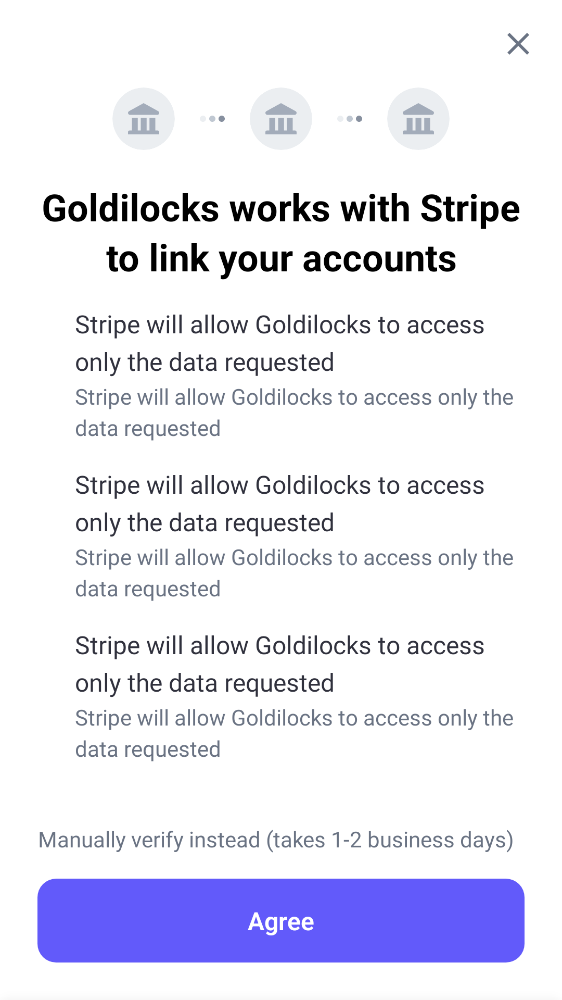 Goldilocks works with Stripe
to link your accounts
Stripe will allow Goldilocks to access
only the data requested
Stripe will allow Goldilocks to access only the
data requested
Stripe will allow Goldilocks to access
only the data requested
Stripe will allow Goldilocks to access only the
data requested
Stripe will allow Goldilocks to access
only the data requested
Stripe will allow Goldilocks to access only the
data requested
Manually verify instead (takes 1-2 business days)
Agree